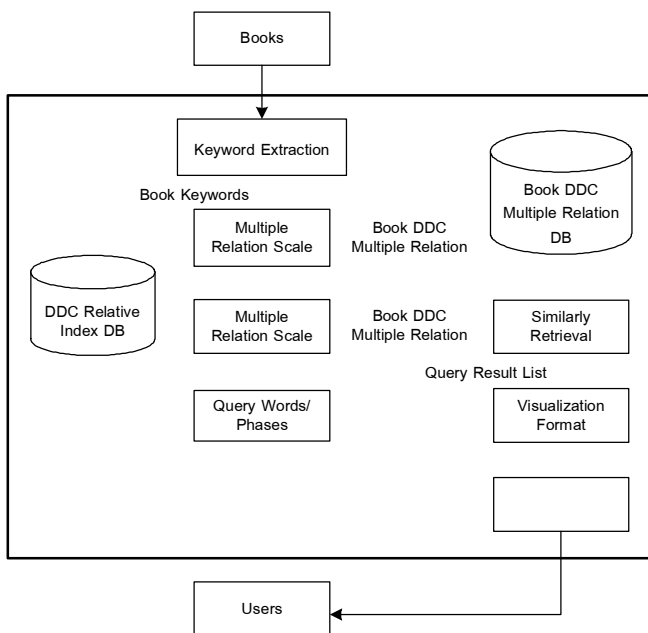 Books
Keyword Extraction
Book Keywords
Book DDC
Multiple Relation
DB
Multiple
Relation Scale
Book DDC
Multiple Relation
DDC Relative
Index DB
Multiple
Relation Scale
Book DDC
Multiple Relation
Similarly
Retrieval
Query Result List
Query Words/
Phases
Visualization
Format
Users